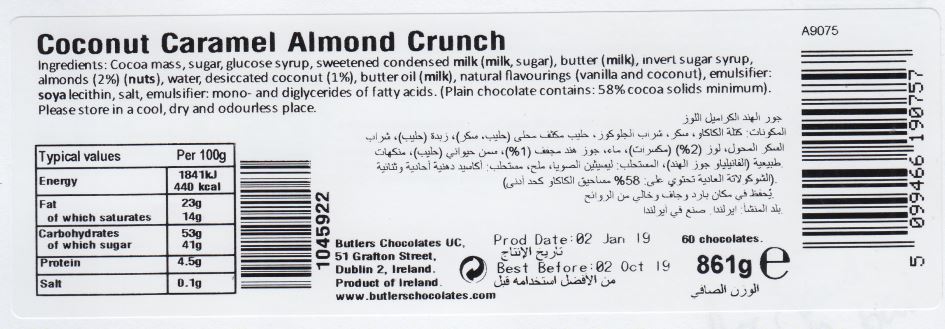 Coconut Caramel Almond Crunch
Ingredients: Cocoa mass, sugar, glucose syrup, sweetened condensed milk (milk, sugar), butter (milk), invert sugar syrup,
almonds (2%) (nuts), water, desiccated coconut (1%), butter oil (milk), natural flavourings (vanilla and coconut), emulsifier:
soya lecithin, salt, emulsifier: mono- and diglycerides of fatty acids. (Plain chocolate contains: 58% cocoa solids minimum).
Please store in a cool, dry and odourless place.
جوز الهند الكراميل اللوز
المكونات: كتلة الكاكاو، سكر، شراب الجلوكوز، حليب مكثف محلى (حليب، سكر)، زبدة (حليب)، شراب
السكر المحول، لوز (2%) (مكسرات)، ماء، جوز هند مجفف (1%)، سمن حيواني (حليب)، منكهات
طبيعية (الفانيلياو جوز الهند)، المستحلب: ليسيثين الصويا، ملح، مستحلب: أكاسيد دهنية أحادية وثنائية
(الشوكولاتة العادية تحتوي على: 58% مساحيق الكاكاو كحد أدنى).
يُحفظ في مكان بارد وجاف وخالي من الروائح
بلد المنشأ: ايرلندا. صنع في ايرلندا
Typical values Per 100g
Energy 1841kJ
440 kcal
Fat 23g
of which saturates 14g
Carbohydrates 53g
of which sugar 41g
Protein 4.5g
Salt 0.1g
1045922
Butlers Chocolates UC,
51 Grafton Street,
Dublin 2, Ireland.
Product of Ireland.
www.butlerschocolates.com
Prod Date:02 Jan 19
تاريخ الإنتاج
Best Before:02 Oct 19
من الأفضل استخدامه قبل
60 chocolates.
861g e
الوزن الصافي
A9075
5 099466 190757